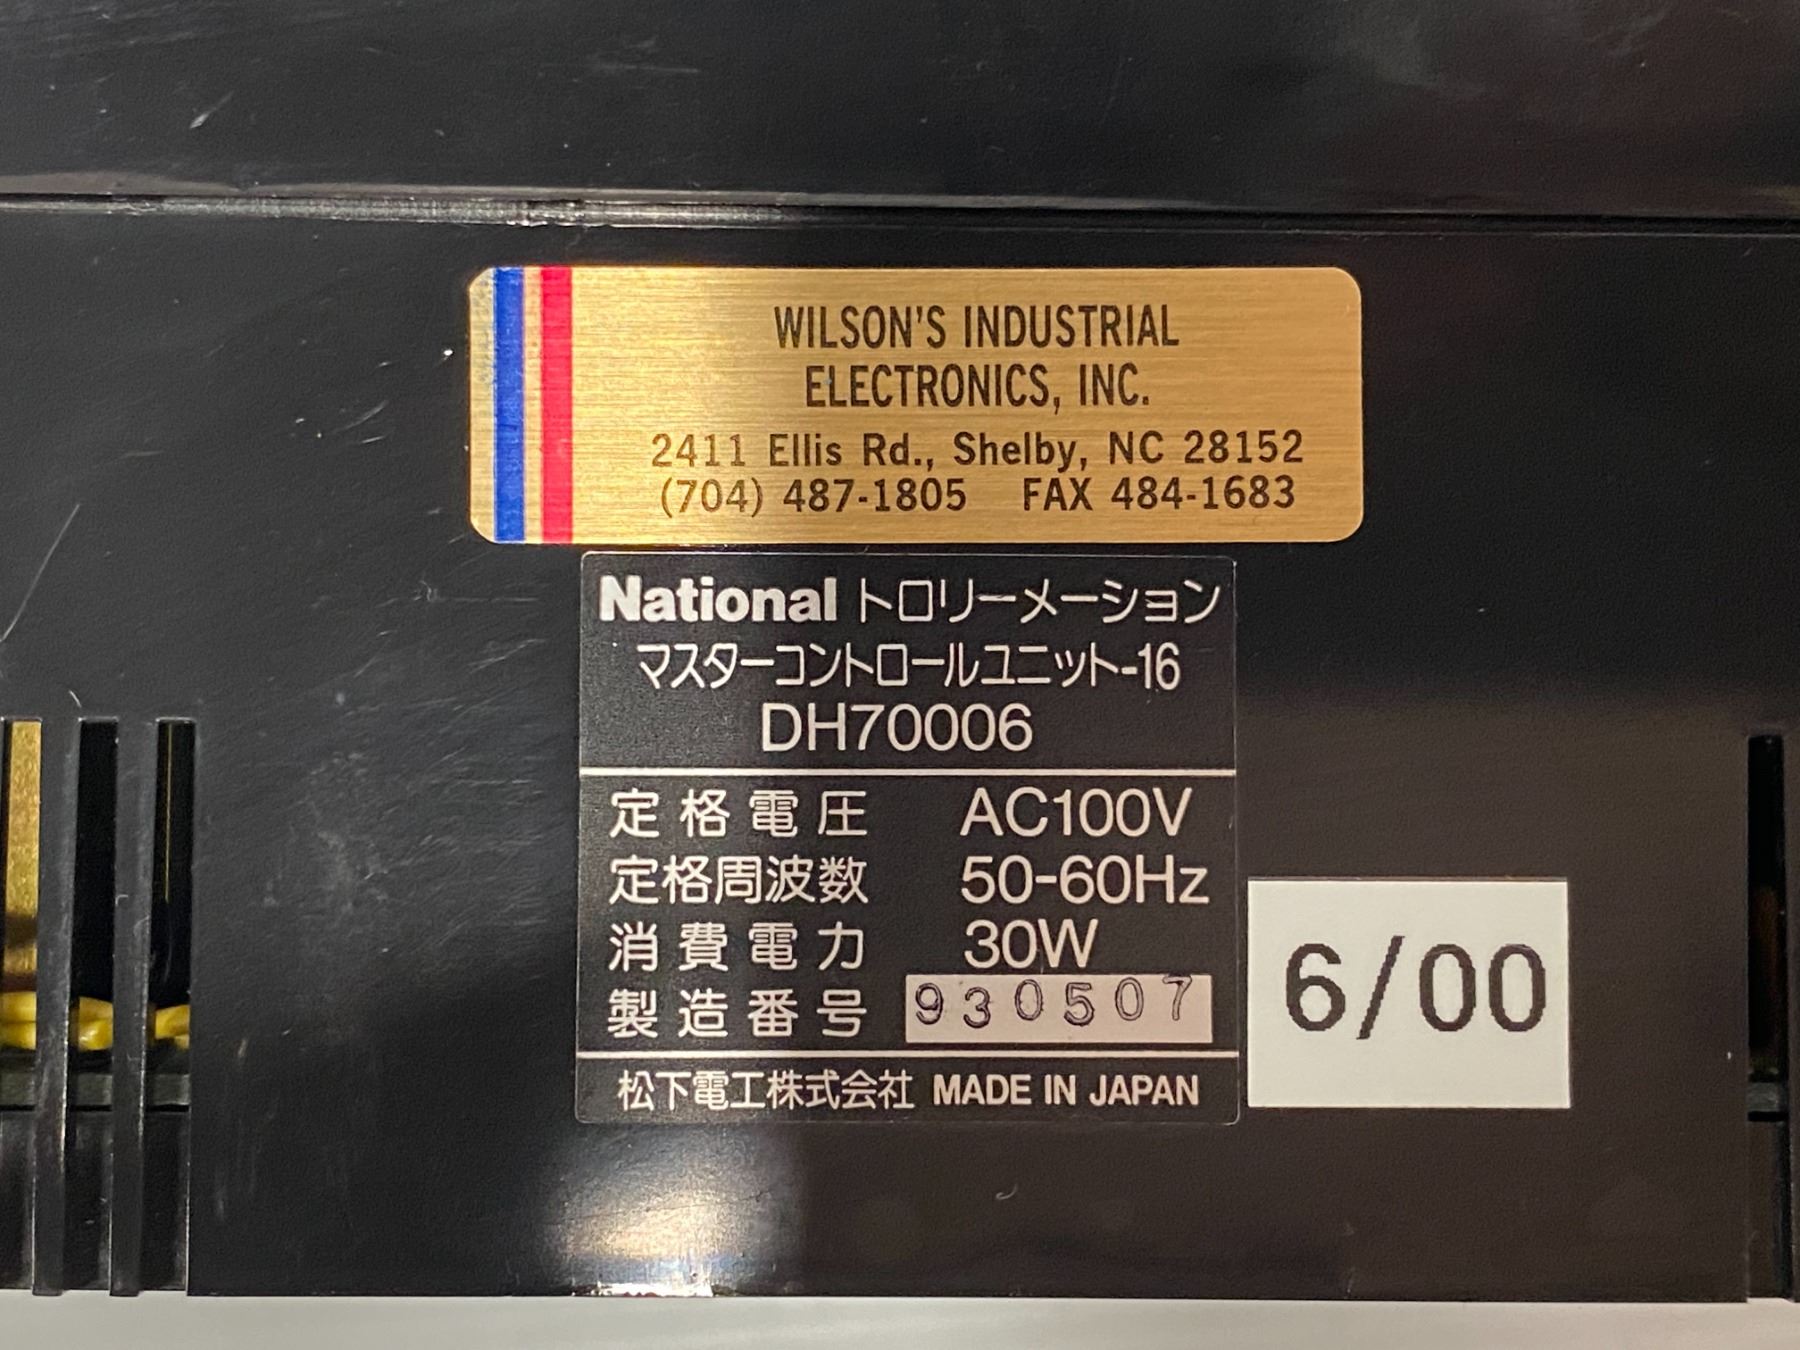 WILSON'S INDUSTRIAL
ELECTRONICS, INC.
2411 Ellis Rd., Shelby, NC 28152
(704) 487-1805 FAX 484-1683
National トロリーメーション
マスターコントロールユニット-16
DH70006
定格電圧 AC100V
定格周波数 50-60Hz
消費電力 30W
製造番号 930507
松下電工株式会社 MADE IN JAPAN
6/00